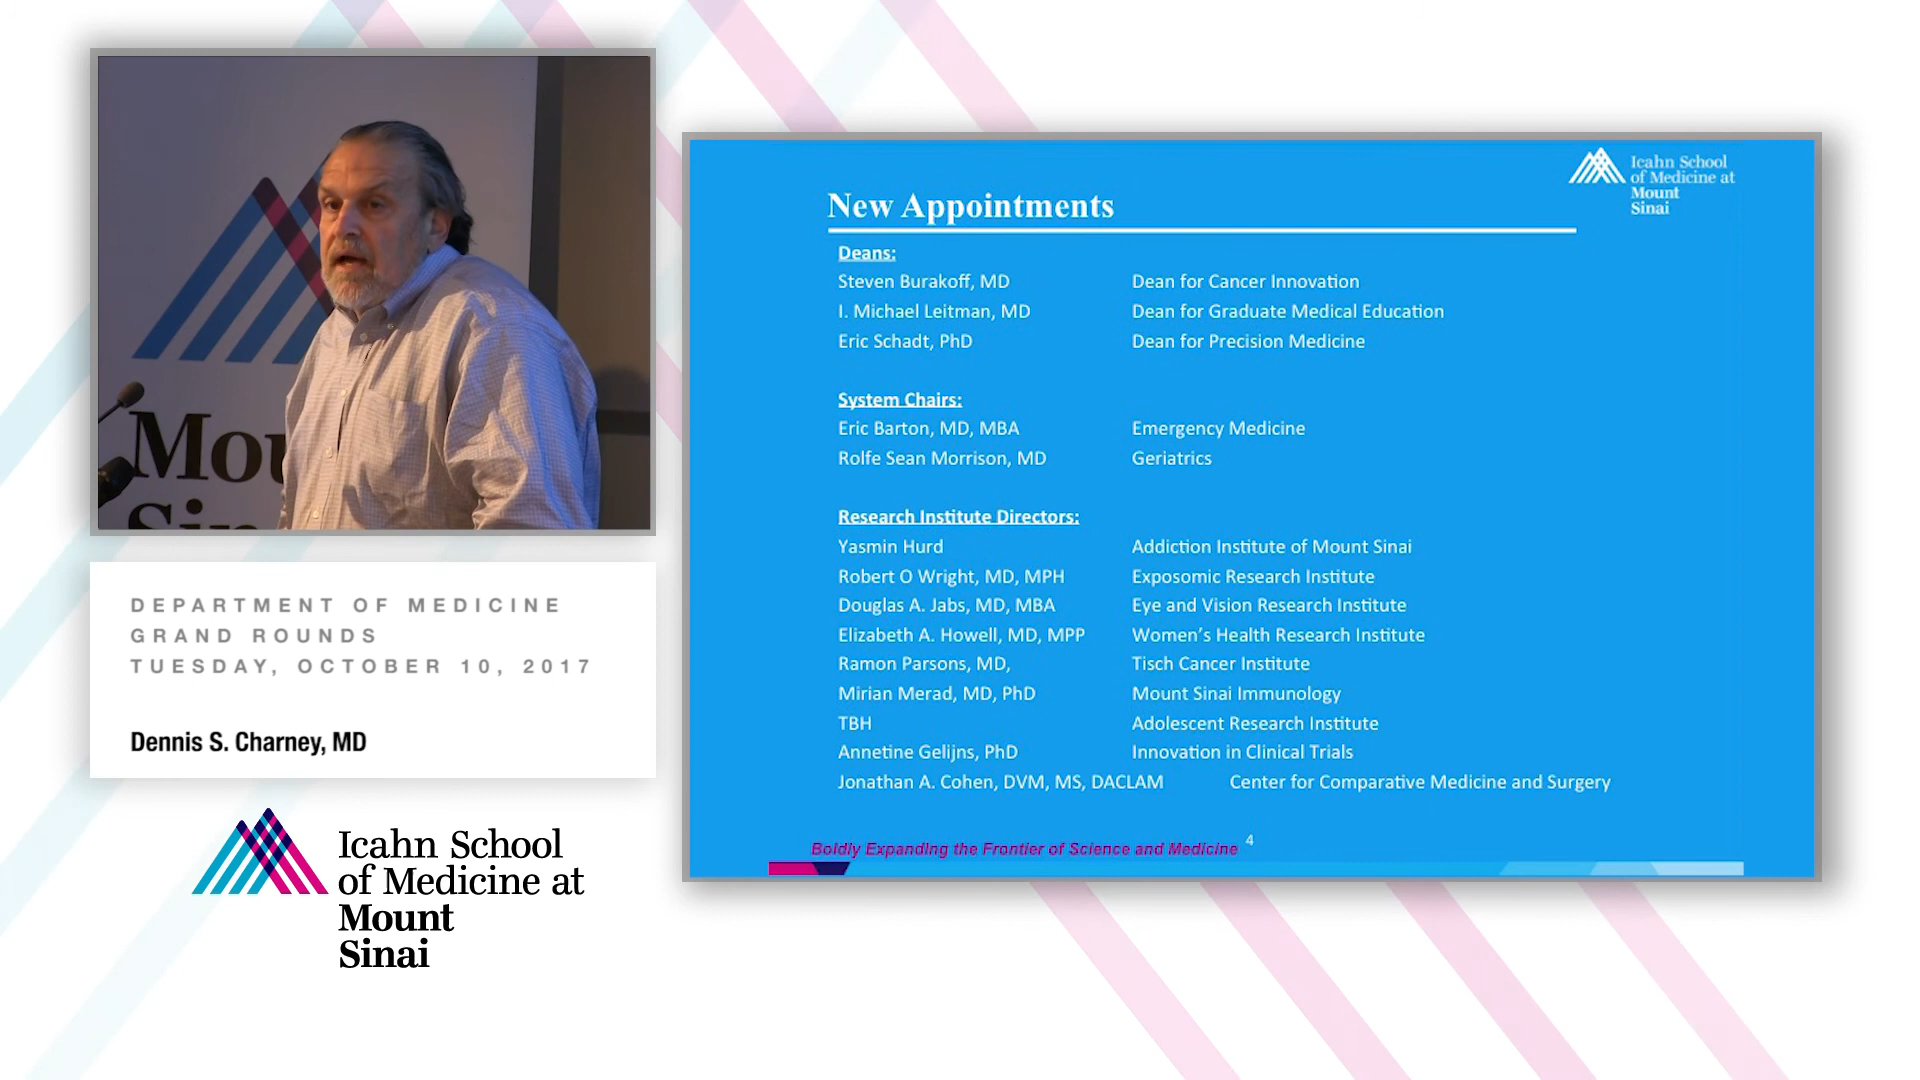 Mou
DEPARTMENT OF MEDICINE
GRAND ROUNDS
TUESDAY, OCTOBER 10, 2017
Dennis S. Charney, MD
Icahn School
of Medicine at
Mount
Sinai
Icahn School
of Medicine at
Mount
Sinai
New Appointments
Deans:
Steven Burakoff, MD Dean for Cancer Innovation
I. Michael Leitman, MD Dean for Graduate Medical Education
Eric Schadt, PhD Dean for Precision Medicine
System Chairs:
Eric Barton, MD, MBA Emergency Medicine
Rolfe Sean Morrison, MD Geriatrics
Research Institute Directors:
Yasmin Hurd Addiction Institute of Mount Sinai
Robert O Wright, MD, MPH Exposomic Research Institute
Douglas A. Jabs, MD, MBA Eye and Vision Research Institute
Elizabeth A. Howell, MD, MPP Women’s Health Research Institute
Ramon Parsons, MD, Tisch Cancer Institute
Mirian Merad, MD, PhD Mount Sinai Immunology
TBH Adolescent Research Institute
Annetine Gelijns, PhD Innovation in Clinical Trials
Jonathan A. Cohen, DVM, MS, DACLAM Center for Comparative Medicine and Surgery
Boldly Expanding the Frontier of Science and Medicine 4